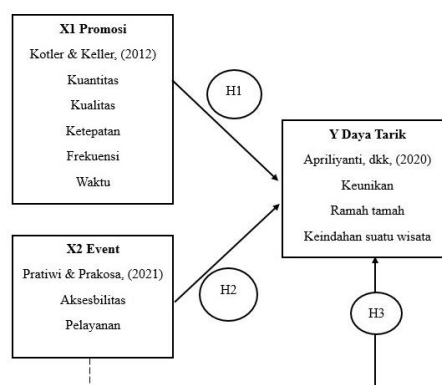 X1 Promosi
Kotler & Keller, (2012)
Kuantitas
Kualitas
Ketepatan
Frekuensi
Waktu
H1
Y Daya Tarik
Apriliyanti, dkk, (2020)
Keunikan
Ramah tamah
Keindahan suatu wisata
X2 Event
Pratiwi & Prakosa, (2021)
Aksesbilitas
Pelayanan
H2
H3